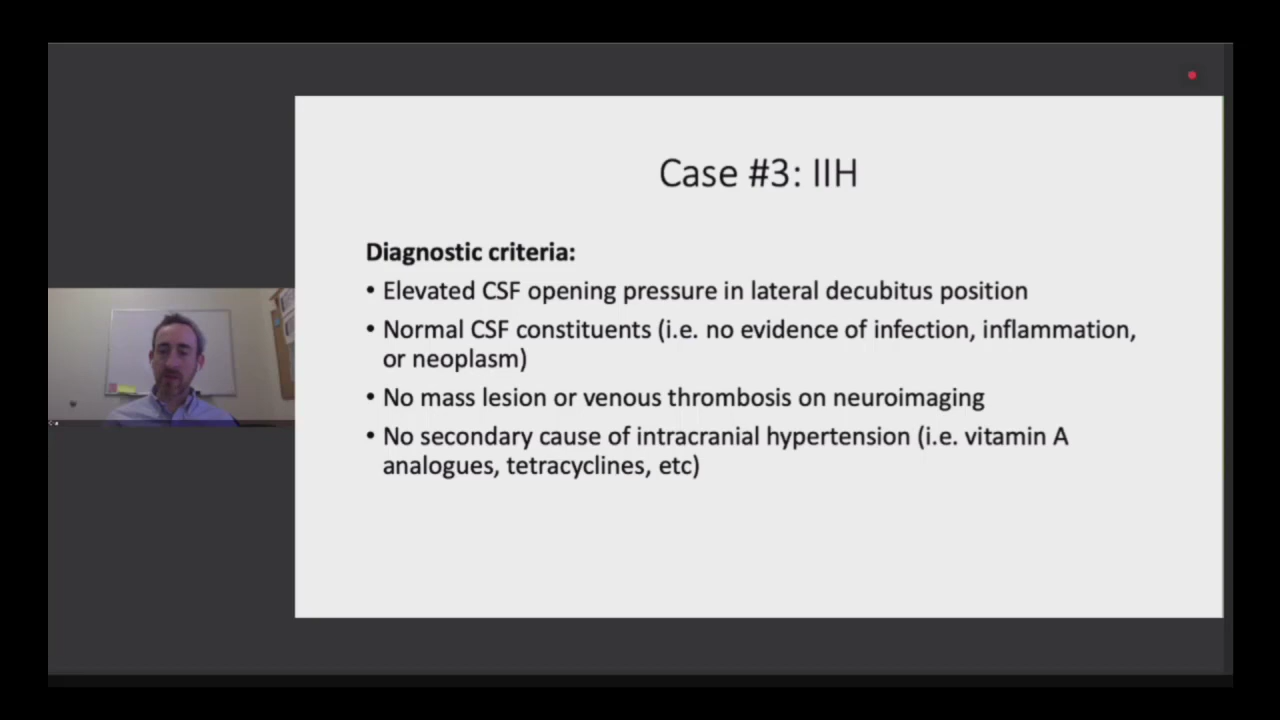 Case #3: IIH
Diagnostic criteria:
• Elevated CSF opening pressure in lateral decubitus position
• Normal CSF constituents (i.e. no evidence of infection, inflammation,
or neoplasm)
• No mass lesion or venous thrombosis on neuroimaging
• No secondary cause of intracranial hypertension (i.e. vitamin A
analogues, tetracyclines, etc)